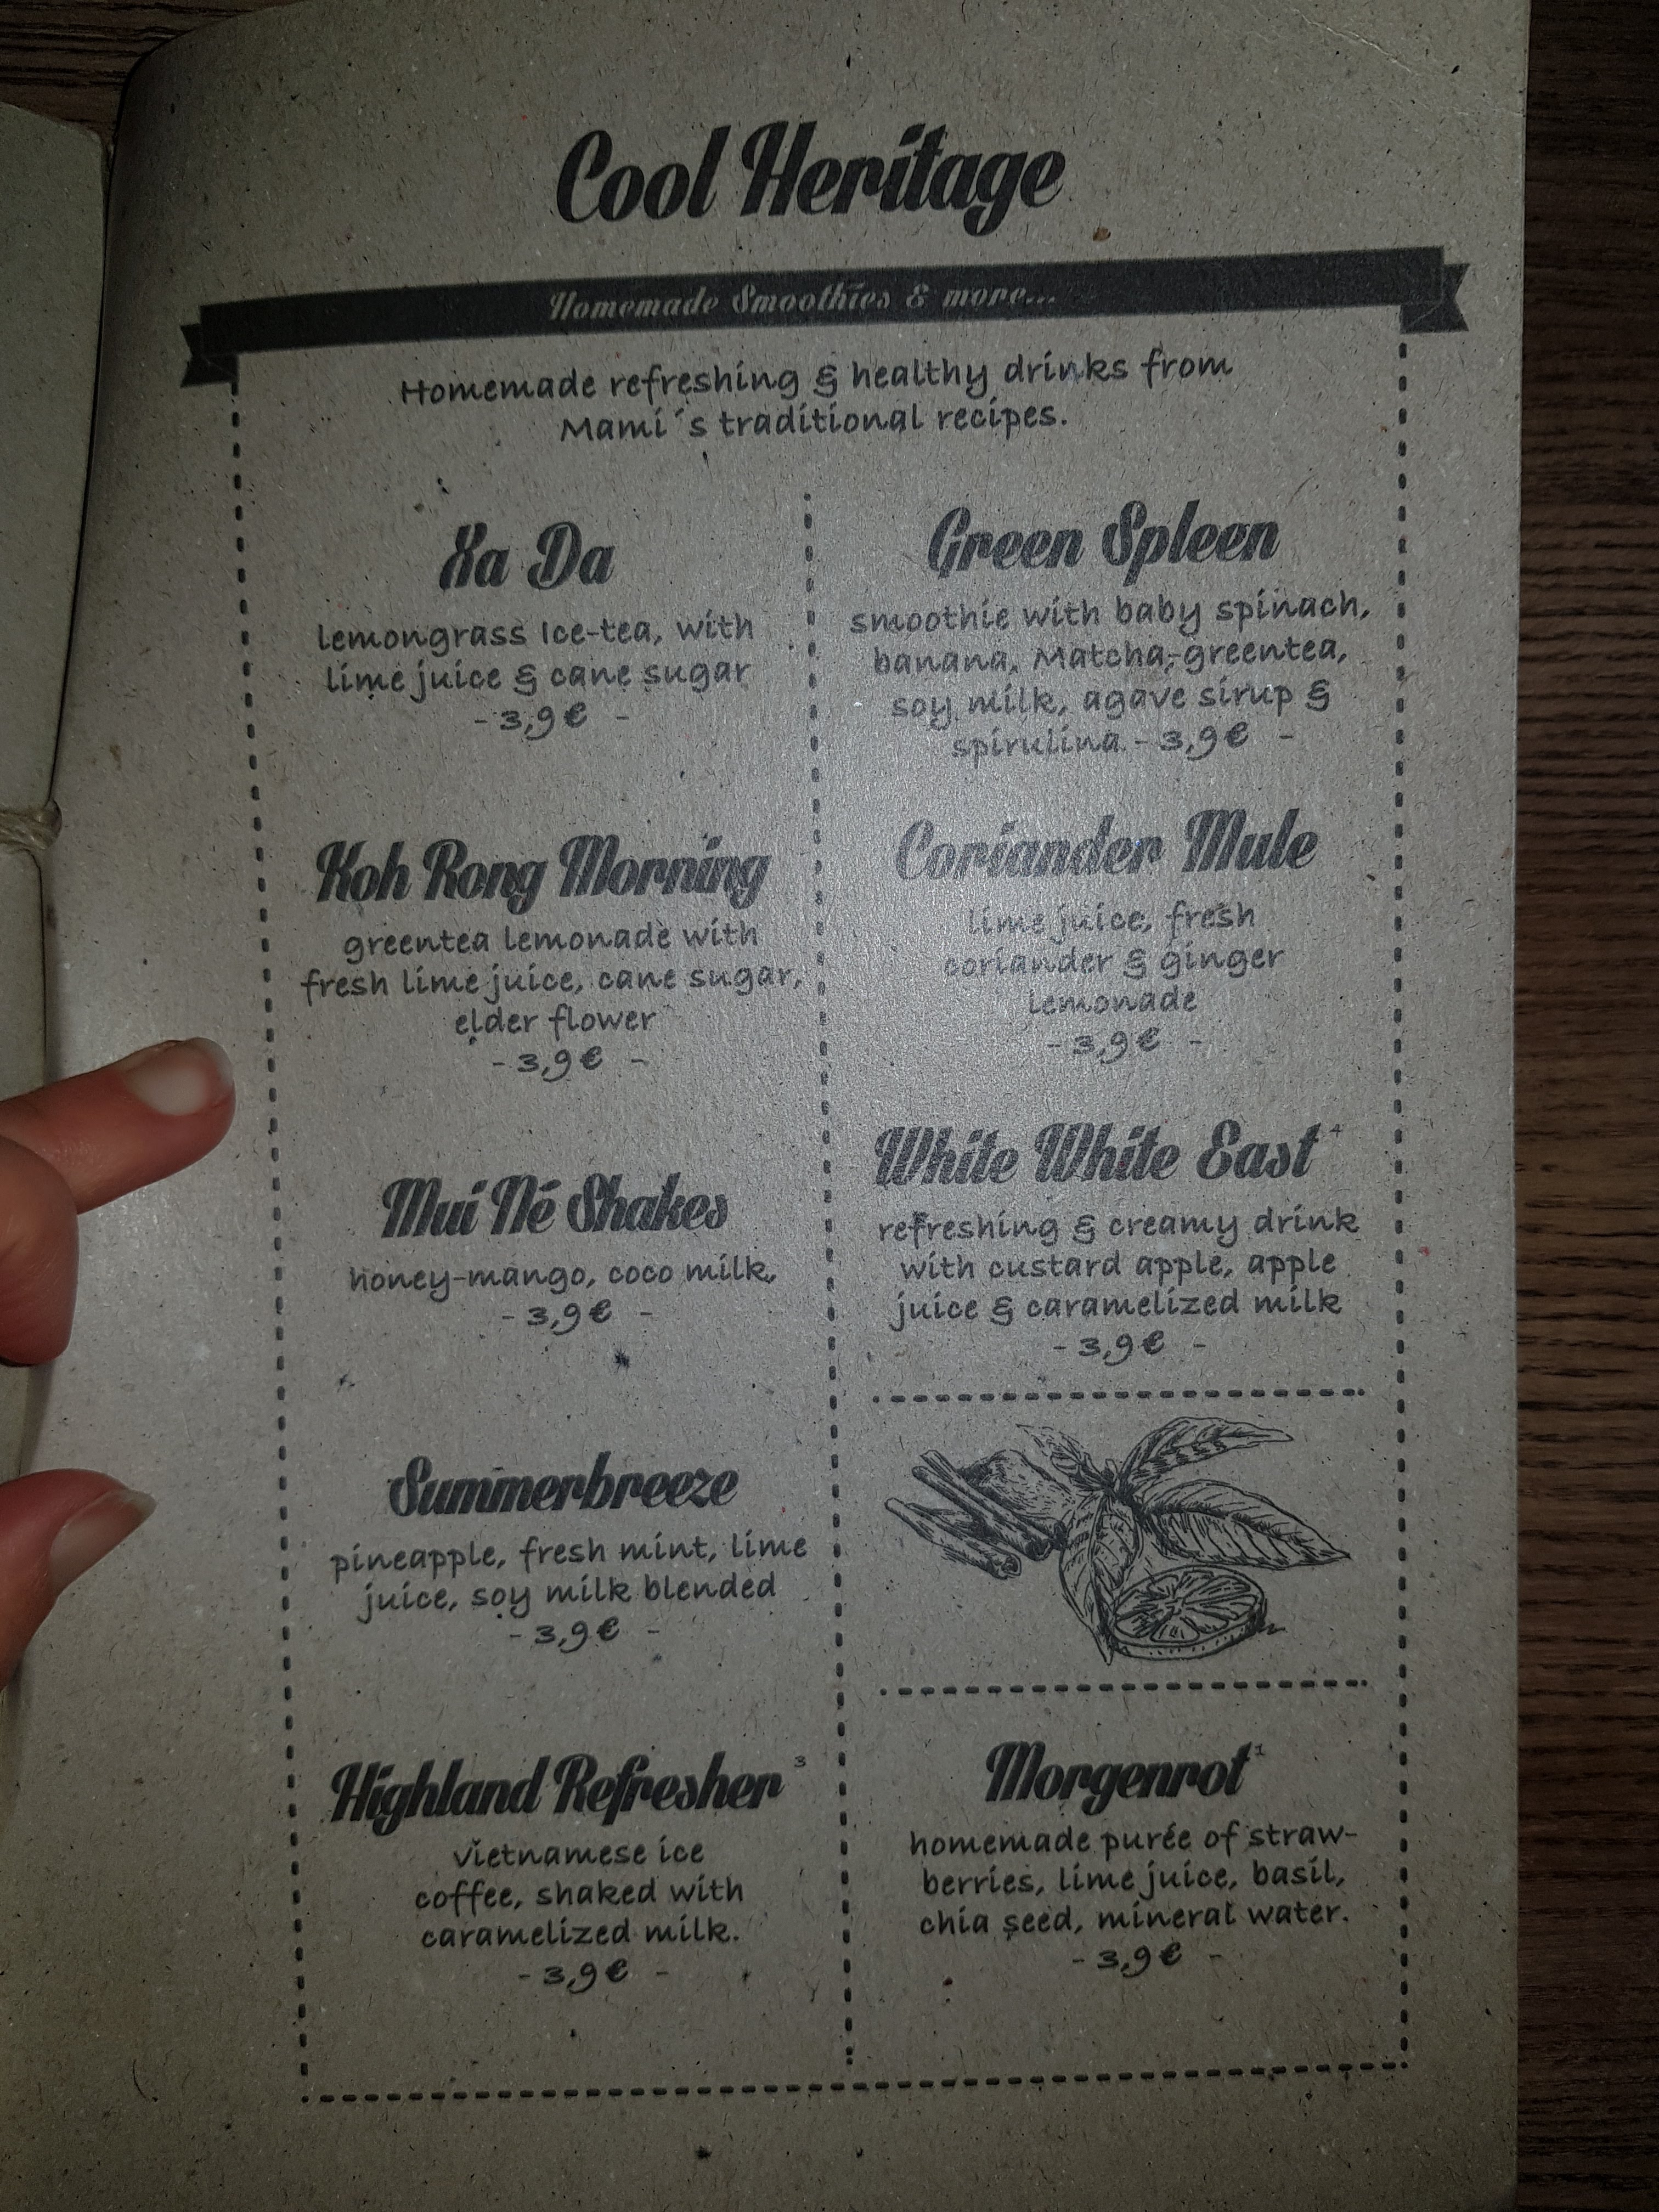 Cool Heritage
Homemade Smoothies & more...
Homemade refreshing & healthy drinks from
Mami´s traditional recipes.
Xa Da
lemongrass Ice-tea, with
lime juice & cane sugar
- 3,9€ -
Koh Rong Morning
greentea lemonade with
fresh lime juice, cane sugar,
elder flower
- 3,9€ -
Mui Né Shakes
honey-mango, coco milk,
- 3,9€ -
Summerbreeze
pineapple, fresh mint, lime
juice, soy milk blended
- 3,9€ -
Highland Refresher 3
vietnamese ice
coffee, shaked with
caramelized milk.
- 3,9€ -
Green Spleen
smoothie with baby spinach,
banana, Matcha-greentea,
soy milk, agave sirup &
spirulina - 3,9€ -
Coriander Mule
lime juice, fresh
coriander & ginger
lemonade
- 3,9€ -
White White East 4
refreshing & creamy drink
with custard apple, apple
juice & caramelized milk
- 3,9€ -
Morgenrot 1
homemade purée of straw-
berries, lime juice, basil,
chia seed, mineral water.
- 3,9€ -